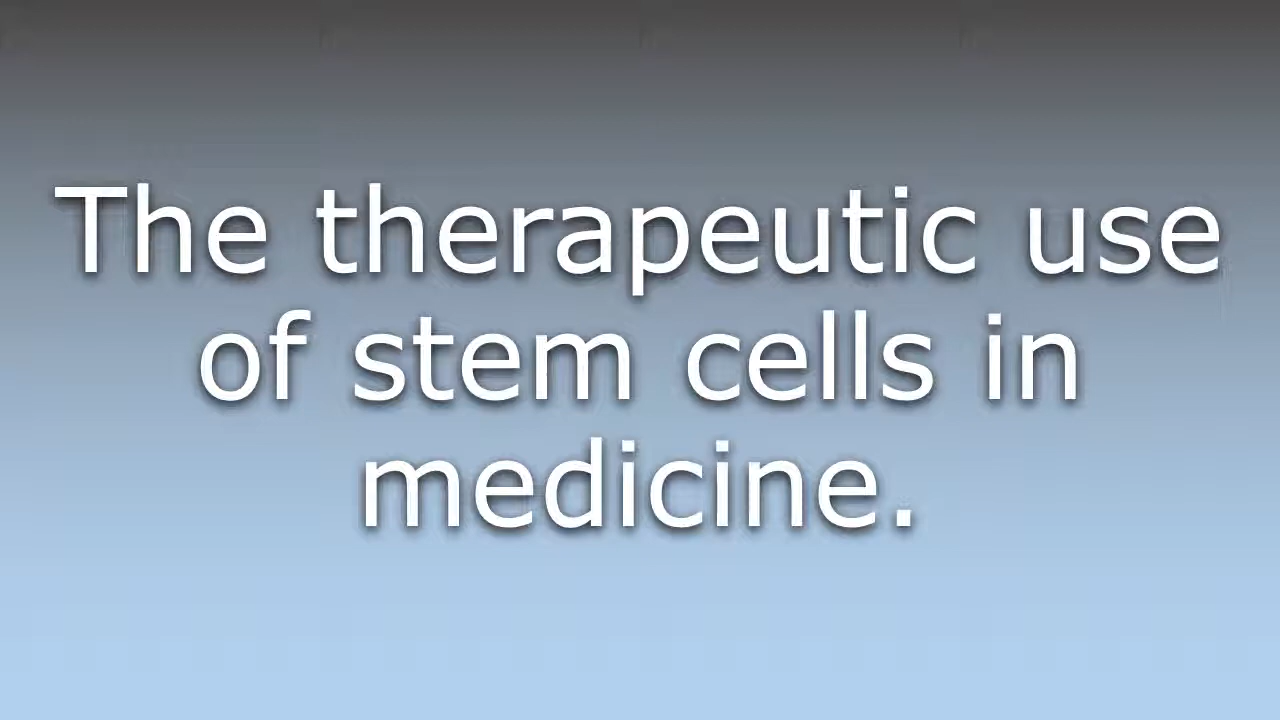 The therapeutic use
of stem cells in
medicine.